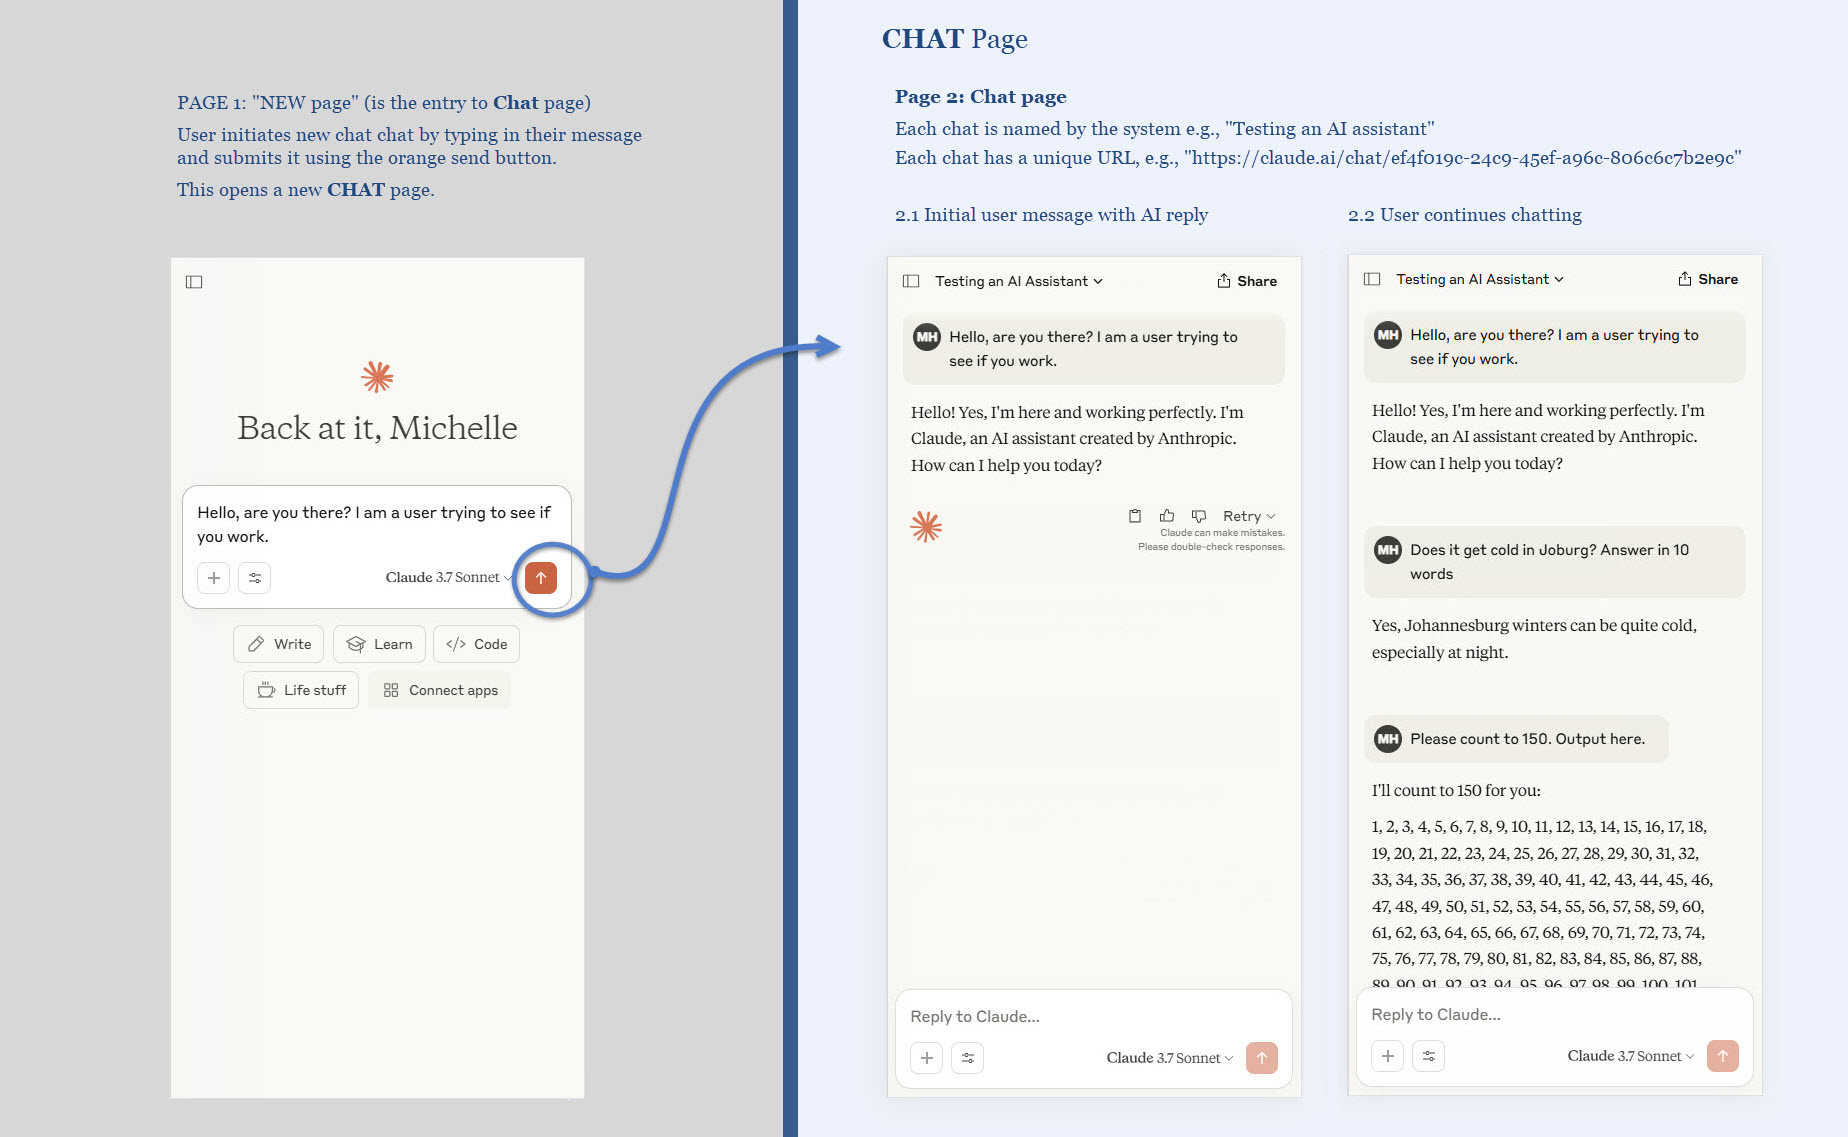 PAGE 1: "NEW page" (is the entry to Chat page)
User initiates new chat chat by typing in their message
and submits it using the orange send button.
This opens a new CHAT page.
Back at it, Michelle
Hello, are you there? I am a user trying to see if
you work.
Claude 3.7 Sonnet
Write
Learn
</> Code
Life stuff
Connect apps
CHAT Page
Page 2: Chat page
Each chat is named by the system e.g., "Testing an AI assistant"
Each chat has a unique URL, e.g., "https://claude.ai/chat/ef4f019c-24c9-45ef-a96c-806c6c7b2e9c"
2.1 Initial user message with AI reply
Testing an AI Assistant
Share
MH
Hello, are you there? I am a user trying to
see if you work.
Hello! Yes, I'm here and working perfectly. I'm
Claude, an AI assistant created by Anthropic.
How can I help you today?
Retry
Claude can make mistakes.
Please double-check responses.
Reply to Claude...
Claude 3.7 Sonnet
2.2 User continues chatting
Testing an AI Assistant
Share
MH
Hello, are you there? I am a user trying to
see if you work.
Hello! Yes, I'm here and working perfectly. I'm
Claude, an AI assistant created by Anthropic.
How can I help you today?
MH
Does it get cold in Joburg? Answer in 10
words
Yes, Johannesburg winters can be quite cold,
especially at night.
MH
Please count to 150. Output here.
I'll count to 150 for you:
1, 2, 3, 4, 5, 6, 7, 8, 9, 10, 11, 12, 13, 14, 15, 16, 17, 18,
19, 20, 21, 22, 23, 24, 25, 26, 27, 28, 29, 30, 31, 32,
33, 34, 35, 36, 37, 38, 39, 40, 41, 42, 43, 44, 45, 46,
47, 48, 49, 50, 51, 52, 53, 54, 55, 56, 57, 58, 59, 60,
61, 62, 63, 64, 65, 66, 67, 68, 69, 70, 71, 72, 73, 74,
75, 76, 77, 78, 79, 80, 81, 82, 83, 84, 85, 86, 87, 88,
89, 90, 91, 92, 93, 94, 95, 96, 97, 98, 99, 100, 101,
Reply to Claude...
Claude 3.7 Sonnet